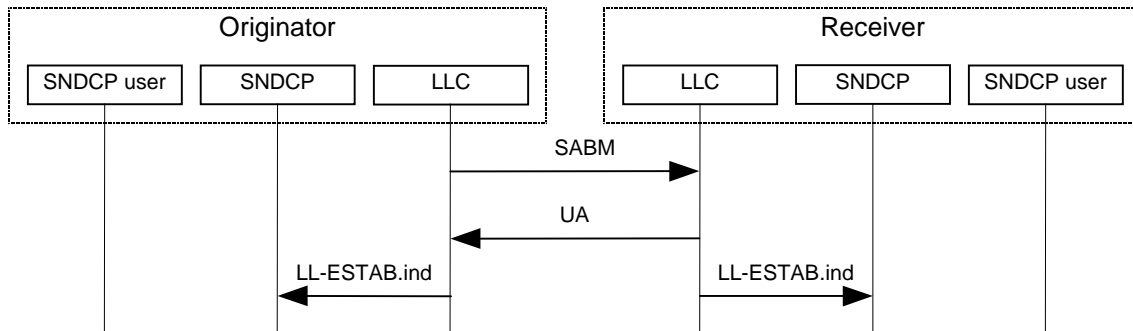 Originator
Receiver
SNDCP user
SNDCP
LLC
LLC
SNDCP
SNDCP user
SABM
UA
LL-ESTAB.ind
LL-ESTAB.ind